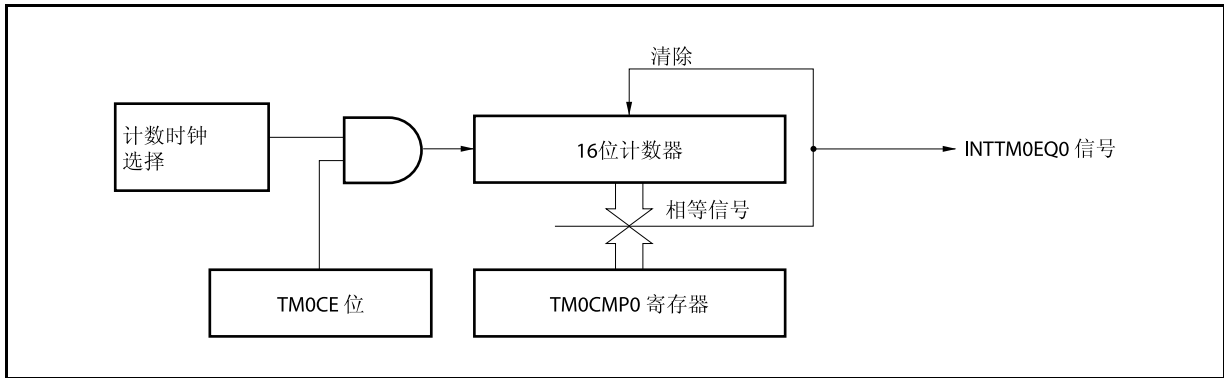 清除
计数时钟
选择
16位计数器
INTTM0EQ0 信号
相等信号
TM0CE 位
TM0CMP0 寄存器